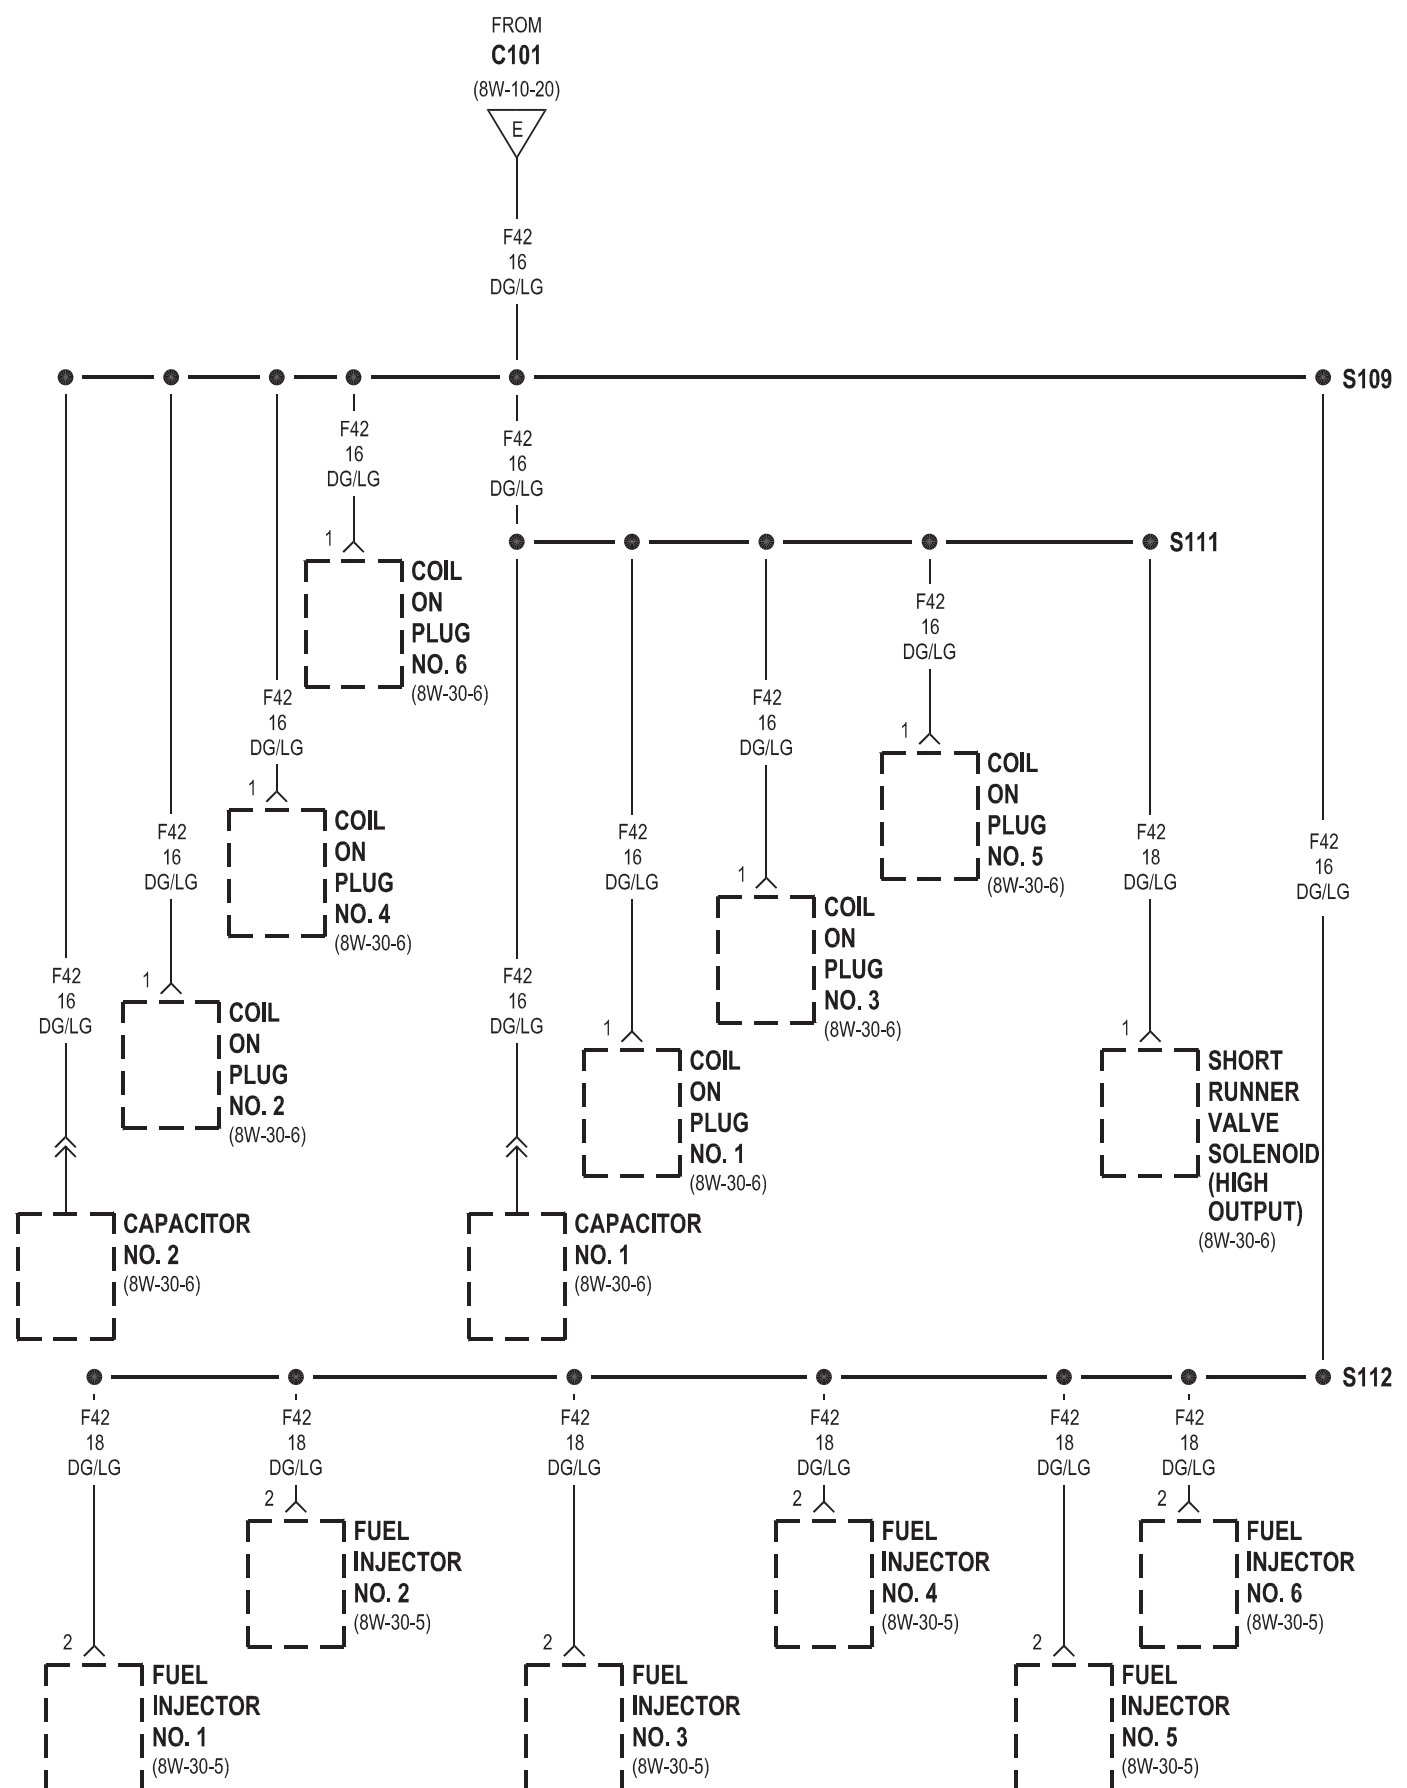 FROM
C101
(8W-10-20)
E
F42
16
DG/LG
S109
F42
16
DG/LG
1
COIL
ON
PLUG
NO. 6
(8W-30-6)
F42
16
DG/LG
S111
F42
16
DG/LG
1
COIL
ON
PLUG
NO. 4
(8W-30-6)
F42
16
DG/LG
1
COIL
ON
PLUG
NO. 5
(8W-30-6)
F42
16
DG/LG
1
COIL
ON
PLUG
NO. 3
(8W-30-6)
F42
16
DG/LG
1
COIL
ON
PLUG
NO. 2
(8W-30-6)
F42
16
DG/LG
1
COIL
ON
PLUG
NO. 1
(8W-30-6)
F42
18
DG/LG
1
SHORT
RUNNER
VALVE
SOLENOID
(HIGH
OUTPUT)
(8W-30-6)
F42
16
DG/LG
F42
16
DG/LG
CAPACITOR
NO. 2
(8W-30-6)
F42
16
DG/LG
CAPACITOR
NO. 1
(8W-30-6)
S112
F42
18
DG/LG
2
FUEL
INJECTOR
NO. 1
(8W-30-5)
F42
18
DG/LG
2
FUEL
INJECTOR
NO. 2
(8W-30-5)
F42
18
DG/LG
2
FUEL
INJECTOR
NO. 3
(8W-30-5)
F42
18
DG/LG
2
FUEL
INJECTOR
NO. 4
(8W-30-5)
F42
18
DG/LG
2
FUEL
INJECTOR
NO. 5
(8W-30-5)
F42
18
DG/LG
2
FUEL
INJECTOR
NO. 6
(8W-30-5)